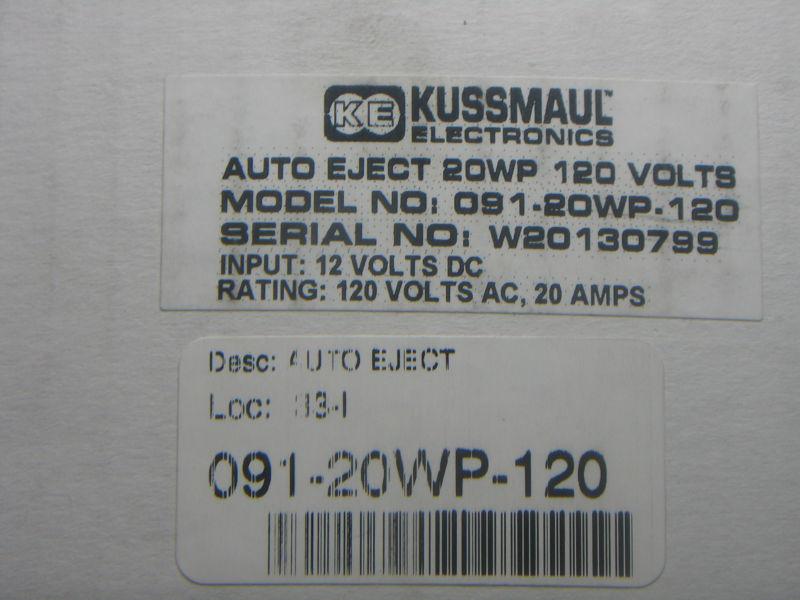 KE KUSSMAUL™
ELECTRONICS
AUTO EJECT 20WP 120 VOLTS
MODEL NO: 091-20WP-120
SERIAL NO: W20130799
INPUT: 12 VOLTS DC
RATING: 120 VOLTS AC, 20 AMPS
Desc: AUTO EJECT
Loc: 33-I
091-20WP-120